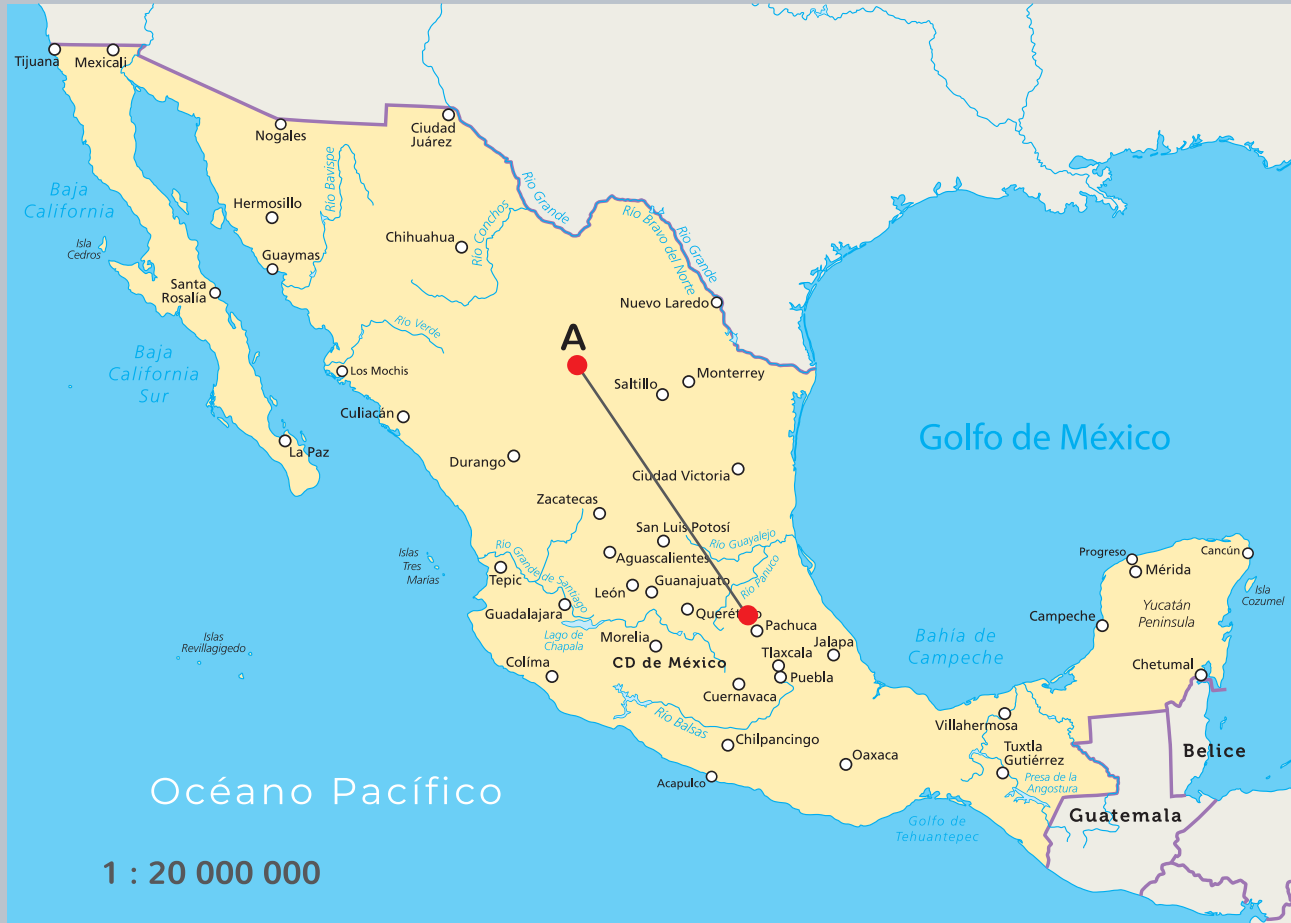 Tijuana
Mexicali
Nogales
Ciudad
Juárez
Río Bavispe
Río Grande
Baja
California
Hermosillo
Río Conchos
Río Bravo del Norte
Río Grande
Isla
Cedros
Chihuahua
Guaymas
Santa
Rosalía
Nuevo Laredo
Río Verde
A
Baja
California
Sur
Los Mochis
Saltillo
Monterrey
Culiacán
Golfo de México
La Paz
Durango
Ciudad Victoria
Zacatecas
San Luis Potosí
Río Guayalejo
Islas
Tres
Marias
Río Grande de Santiago
Aguascalientes
Progreso
Cancún
Tepic
León
Guanajuato
Río Panuco
Mérida
Isla
Cozumel
Guadalajara
Querét
Yucatán
Peninsula
Campeche
Pachuca
Islas
Revillagigedo
Lago de
Chapala
Morelia
Jalapa
Bahía de
Campeche
Tlaxcala
Colíma
CD de México
Puebla
Chetumal
Cuernavaca
Río Balsas
Villahermosa
Chilpancingo
Oaxaca
Tuxtla
Gutiérrez
Belice
Acapulco
Presa de la
Angostura
Océano Pacífico
Golfo de
Tehuantepec
Guatemala
1 : 20 000 000